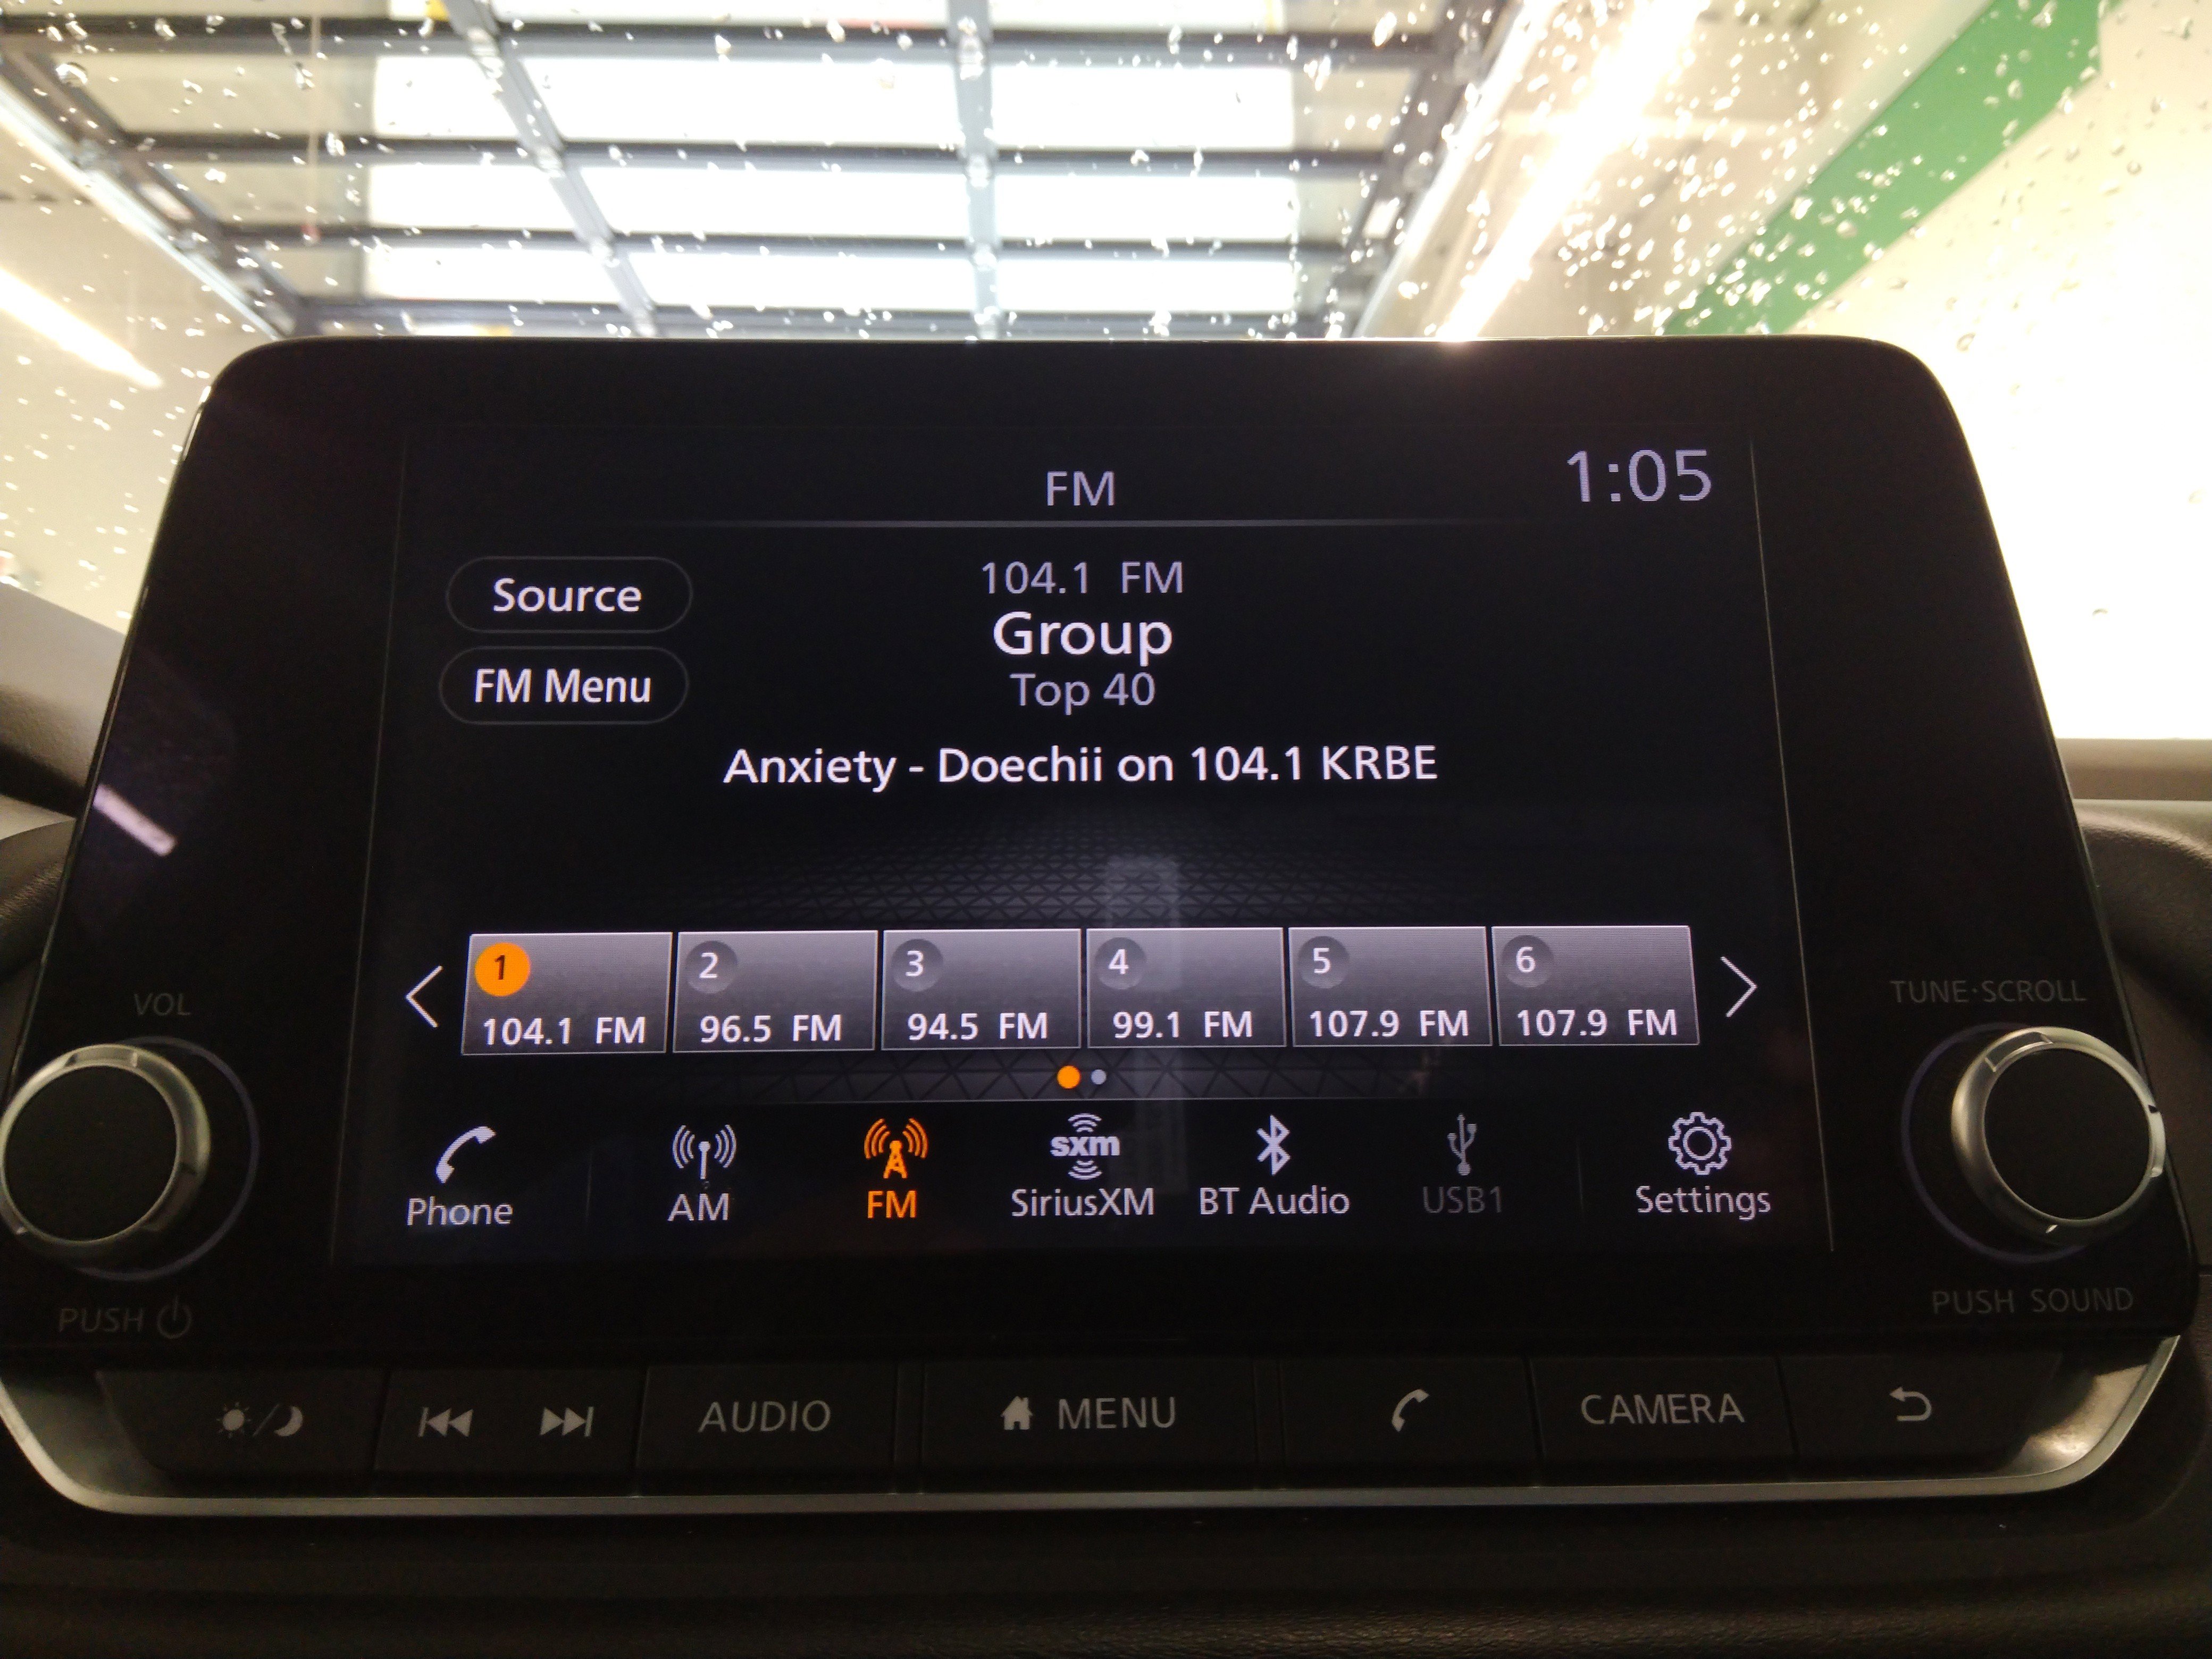 FM
1:05
Source
104.1 FM
Group
FM Menu
Top 40
Anxiety - Doechii on 104.1 KRBE
1
2
3
4
5
6
104.1 FM
96.5 FM
94.5 FM
99.1 FM
107.9 FM
107.9 FM
VOL
TUNE·SCROLL
sxm
Phone
AM
FM
SiriusXM
BT Audio
USB1
Settings
PUSH
PUSH SOUND
AUDIO
MENU
CAMERA